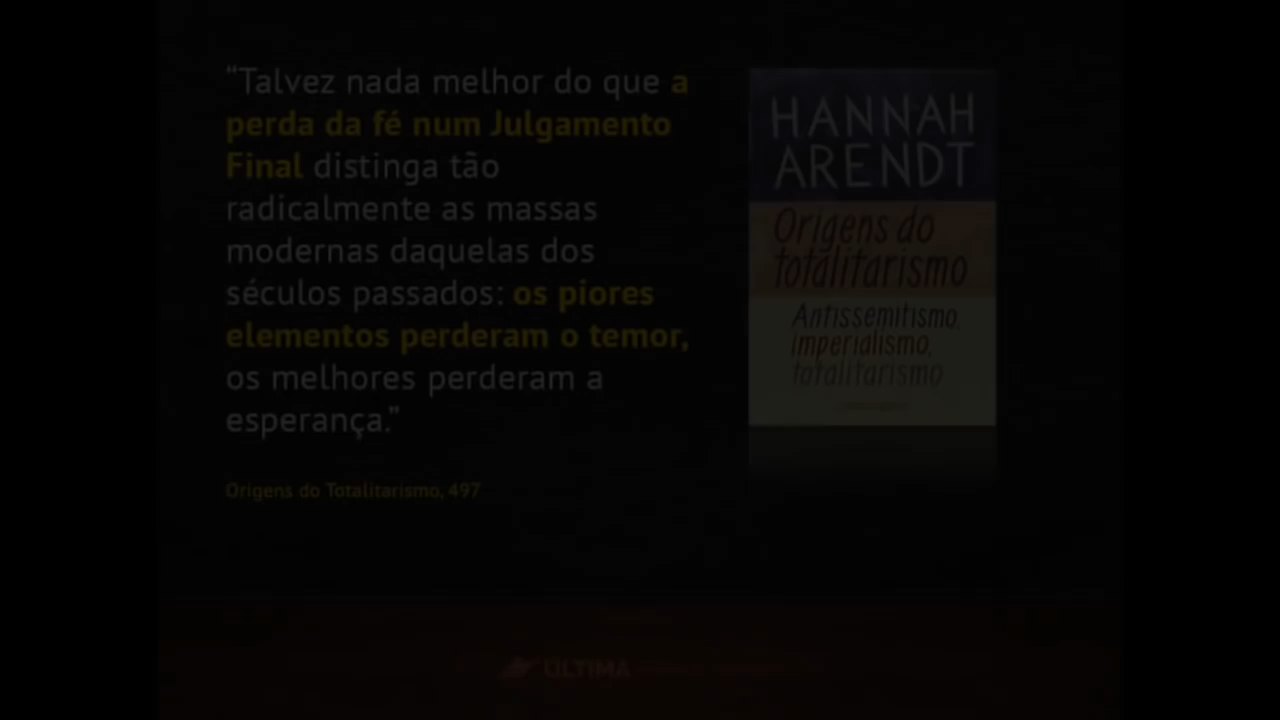 “Talvez nada melhor do que a
perda da fé num Julgamento
Final distinga tão
radicalmente as massas
modernas daquelas dos
séculos passados: os piores
elementos perderam o temor,
os melhores perderam a
esperança.”
Origens do Totalitarismo, 497
HANNAH
ARENDT
Origens do
totalitarismo
Antissemitismo,
imperialismo,
totalitarismo
ÚLTIMA